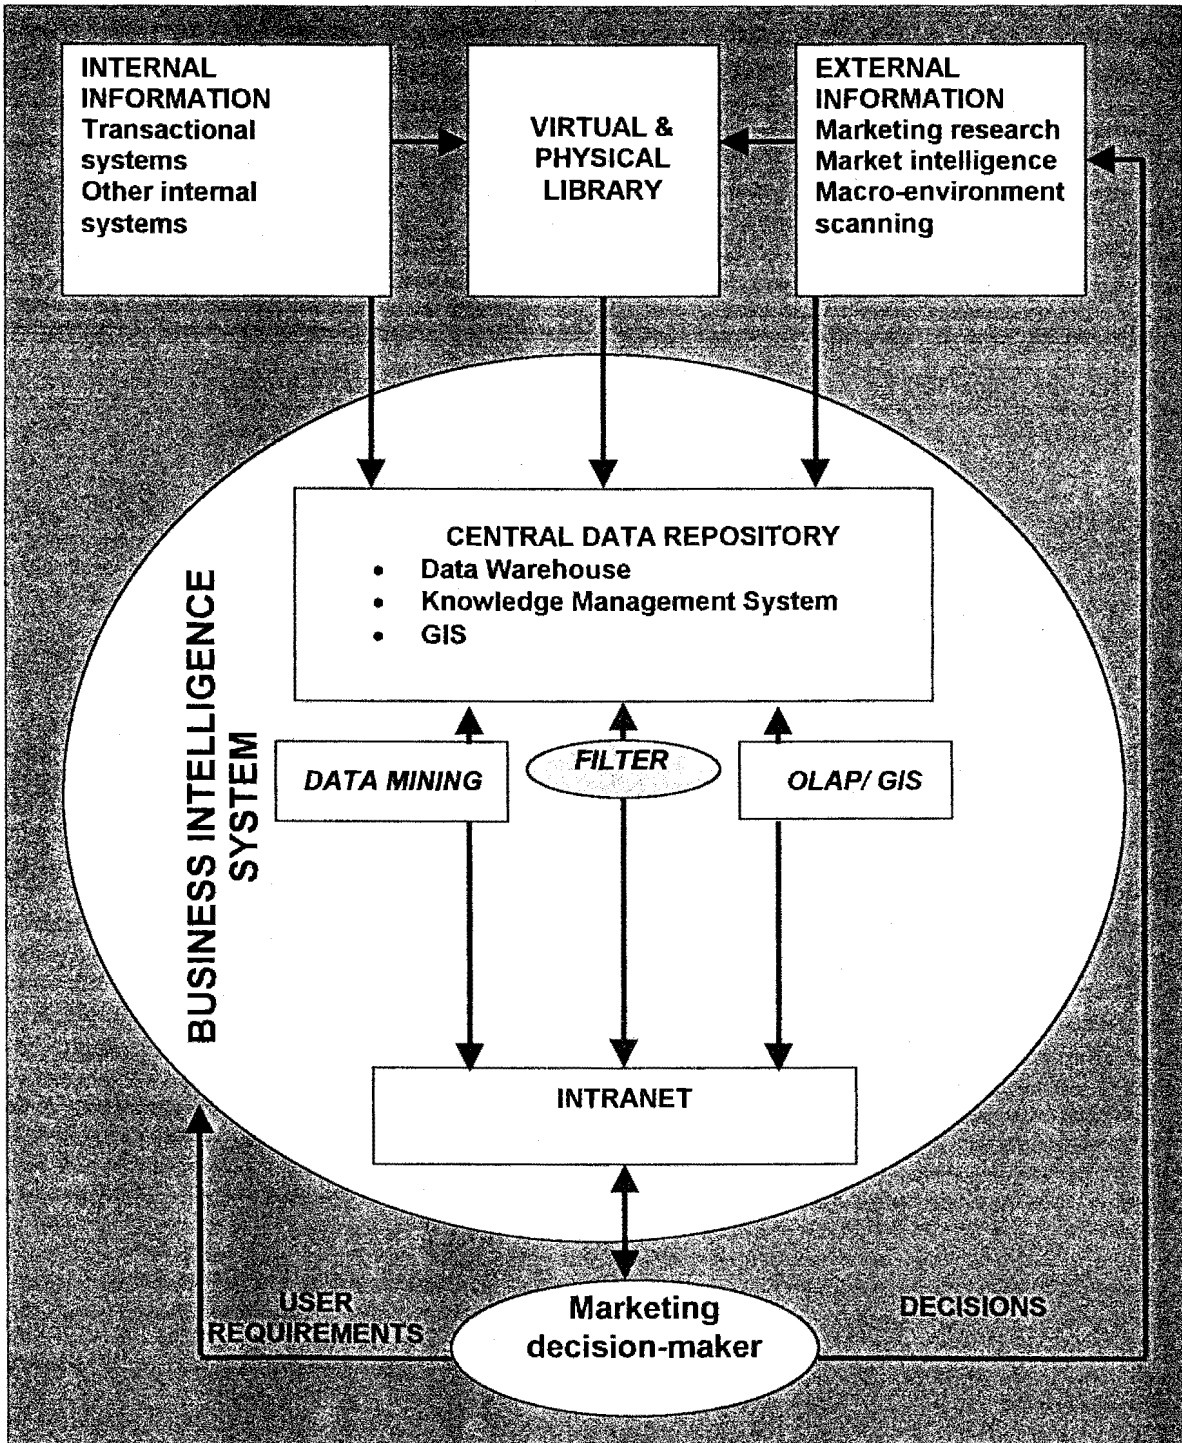 INTERNAL
INFORMATION
Transactional
systems
Other internal
systems
VIRTUAL &
PHYSICAL
LIBRARY
EXTERNAL
INFORMATION
Marketing research
Market intelligence
Macro-environment
scanning
CENTRAL DATA REPOSITORY
• Data Warehouse
• Knowledge Management System
• GIS
BUSINESS INTELLIGENCE
SYSTEM
DATA MINING
FILTER
OLAP/ GIS
INTRANET
USER
REQUIREMENTS
Marketing
decision-maker
DECISIONS